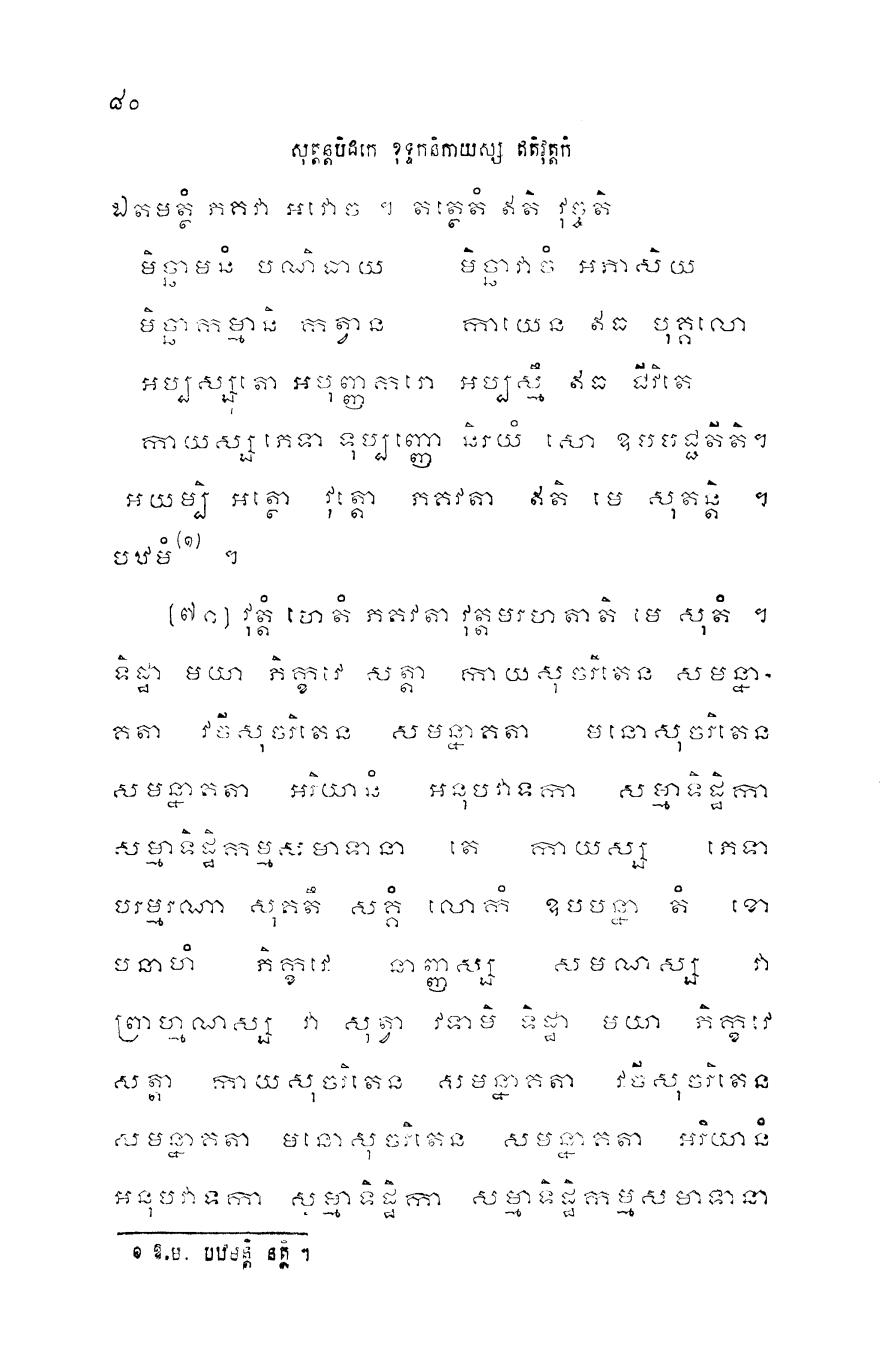 ៨០
សុត្តន្តបិដកេ ខុទ្ទកនិកាយស្ស ឥតិវុត្តកំ
ឯតមត្ថំ ភគវា អវោច ។ តត្ថេតំ ឥតិ វុច្ចតិ
មិច្ឆាមនំ បណិធាយ មិច្ឆាវាចំ អភាសិយ
មិច្ឆាកម្មានិ កត្វាន កាយេន ឥធ បុគ្គលោ
អប្បស្សុតោ អបុញ្ញករោ អប្បស្មឹ ឥធ ជីវិតេ
កាយស្ស ភេទា ទុប្បញ្ញោ និរយំ សោ ឧបបជ្ជតីតិ។
អយម្បិ អត្ថោ វុត្តោ ភគវតា ឥតិ មេ សុតន្តិ ។
បឋមំ(១) ។
[៧១] វុត្តំ ហេតំ ភគវតា វុត្តមរហតាតិ មេ សុតំ ។
ទិដ្ឋា មយា ភិក្ខវេ សត្តា កាយសុចរិតេន សមន្នា-
គតា វចីសុចរិតេន សមន្នាគតា មនោសុចរិតេន
សមន្នាគតា អរិយានំ អនុបវាទកា សម្មាទិដ្ឋិកា
សម្មាទិដ្ឋិកម្មសមាទានា តេ កាយស្ស ភេទា
បរម្មរណា សុគតឹ សគ្គំ លោកំ ឧបបន្នា តំ ខោ
បនាហំ ភិក្ខវេ នាញ្ញស្ស សមណស្ស វា
ព្រាហ្មណស្ស វា សុត្វា វទាមិ ទិដ្ឋា មយា ភិក្ខវេ
សត្តា កាយសុចរិតេន សមន្នាគតា វចីសុចរិតេន
សមន្នាគតា មនោសុចរិតេន សមន្នាគតា អរិយានំ
អនុបវាទកា សម្មាទិដ្ឋិកា សម្មាទិដ្ឋិកម្មសមាទានា
១ ឱ.ម. បឋមន្តិ នត្ថិ ។